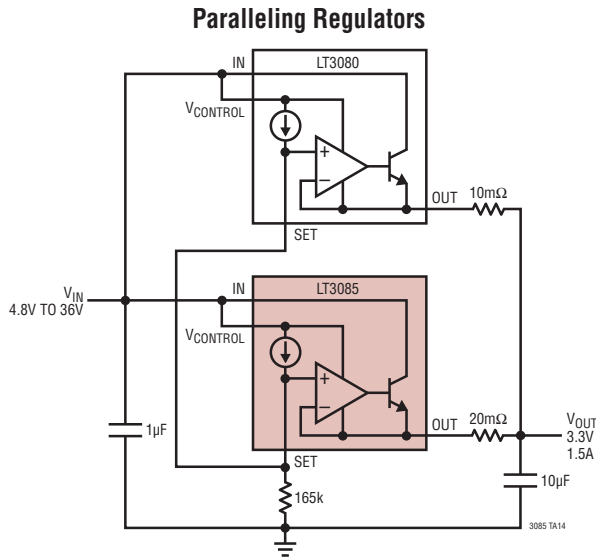 Paralleling Regulators
IN
LT3080
VCONTROL
+
–
OUT
10mΩ
SET
VIN
4.8V TO 36V
IN
LT3085
VCONTROL
+
–
OUT
20mΩ
VOUT
3.3V
1.5A
1µF
SET
165k
10µF
3085 TA14